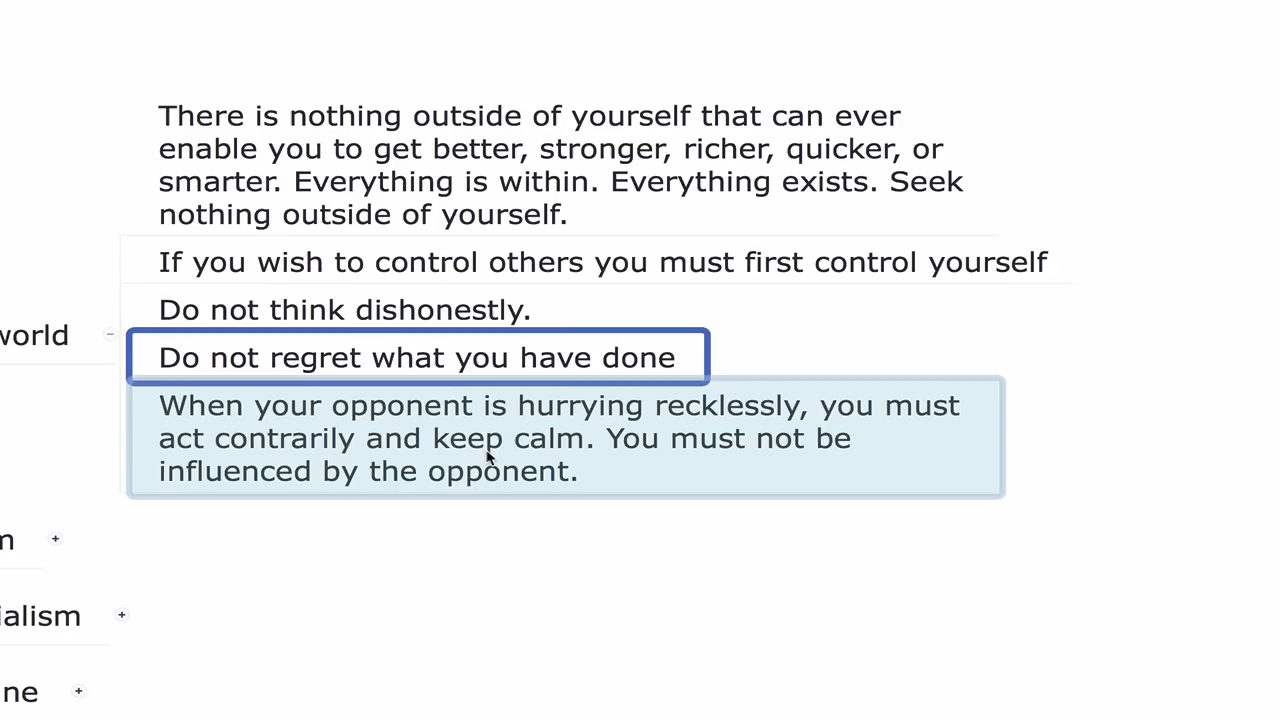 There is nothing outside of yourself that can ever
enable you to get better, stronger, richer, quicker, or
smarter. Everything is within. Everything exists. Seek
nothing outside of yourself.
If you wish to control others you must first control yourself
Do not think dishonestly.
world
Do not regret what you have done
When your opponent is hurrying recklessly, you must
act contrarily and keep calm. You must not be
influenced by the opponent.
m
ialism
ne